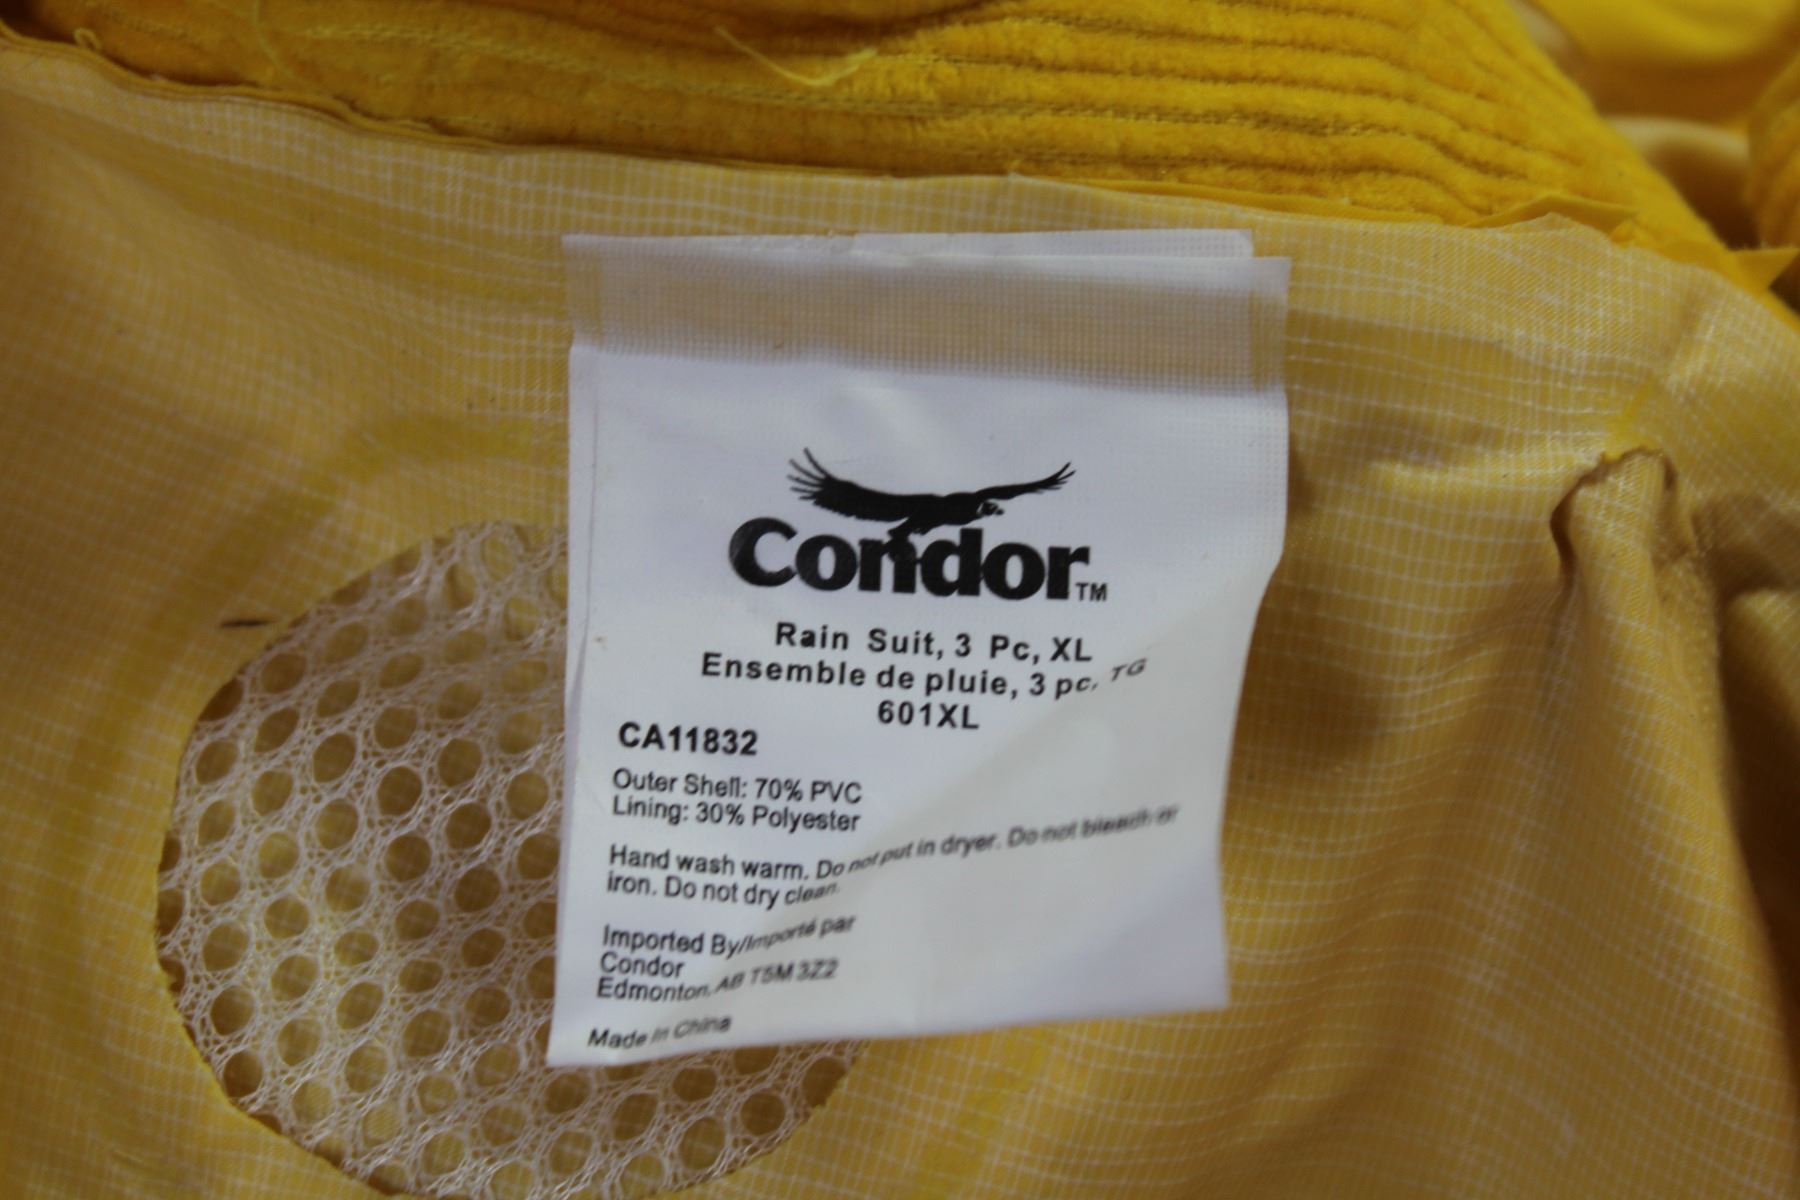 Condor™
Rain Suit, 3 Pc, XL
Ensemble de pluie, 3 pc, TG
601XL
CA11832
Outer Shell: 70% PVC
Lining: 30% Polyester
Hand wash warm. Do not put in dryer. Do not bleach or
iron. Do not dry clean.
Imported By/Importé par
Condor
Edmonton, AB T5M 3Z2
Made in China